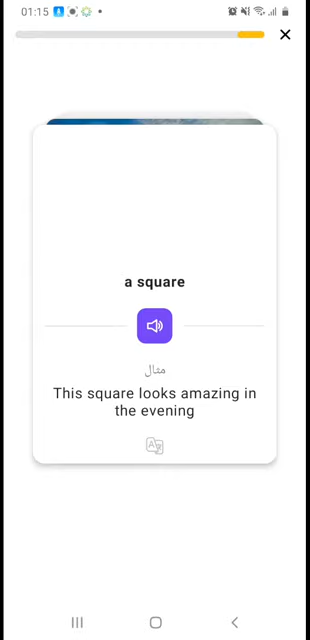 01:15
a square
مثال
This square looks amazing in
the evening